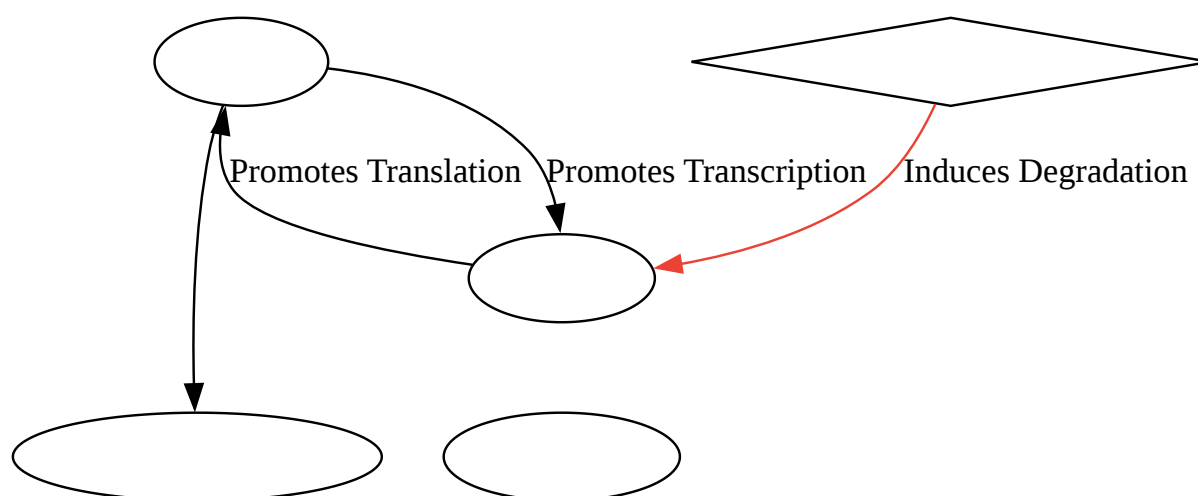 Promotes Translation
Promotes Transcription
Induces Degradation